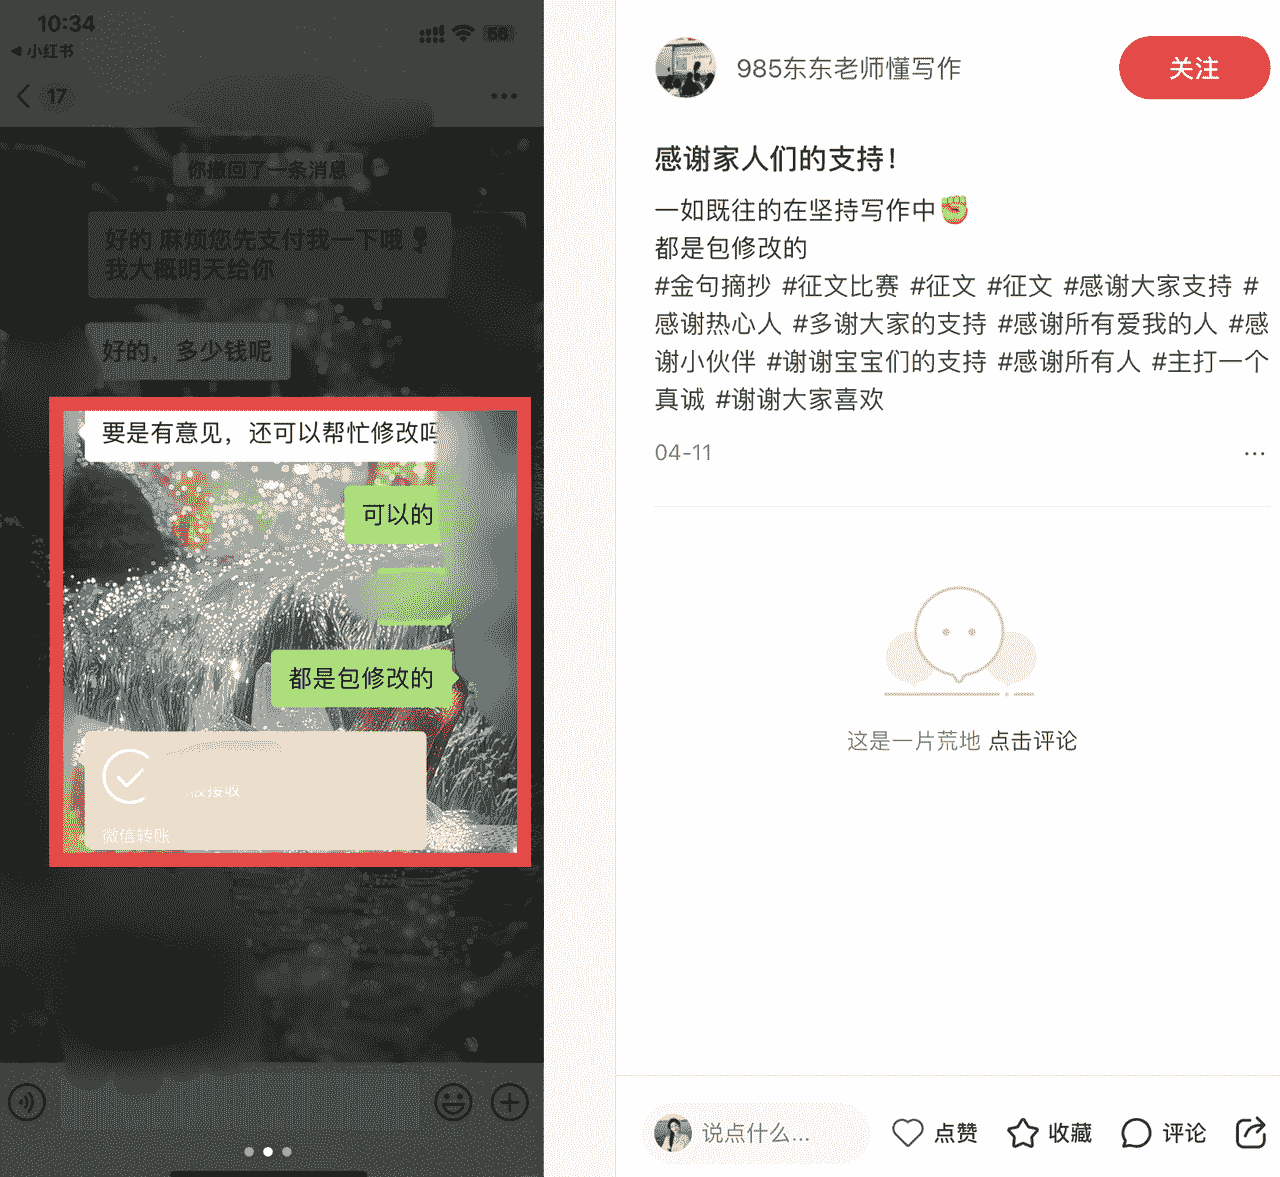 10:34
56
小红书
17
你撤回了一条消息
好的 麻烦您先支付我一下哦
我大概明天给你
好的，多少钱呢
要是有意见，还可以帮忙修改吗
可以的
都是包修改的
接收
微信转账
985东东老师懂写作
关注
感谢家人们的支持！
一如既往的在坚持写作中✊
都是包修改的
#金句摘抄 #征文比赛 #征文 #征文 #感谢大家支持 #
感谢热心人 #多谢大家的支持 #感谢所有爱我的人 #感
谢小伙伴 #谢谢宝宝们的支持 #感谢所有人 #主打一个
真诚 #谢谢大家喜欢
04-11
这是一片荒地 点击评论
说点什么...
点赞
收藏
评论